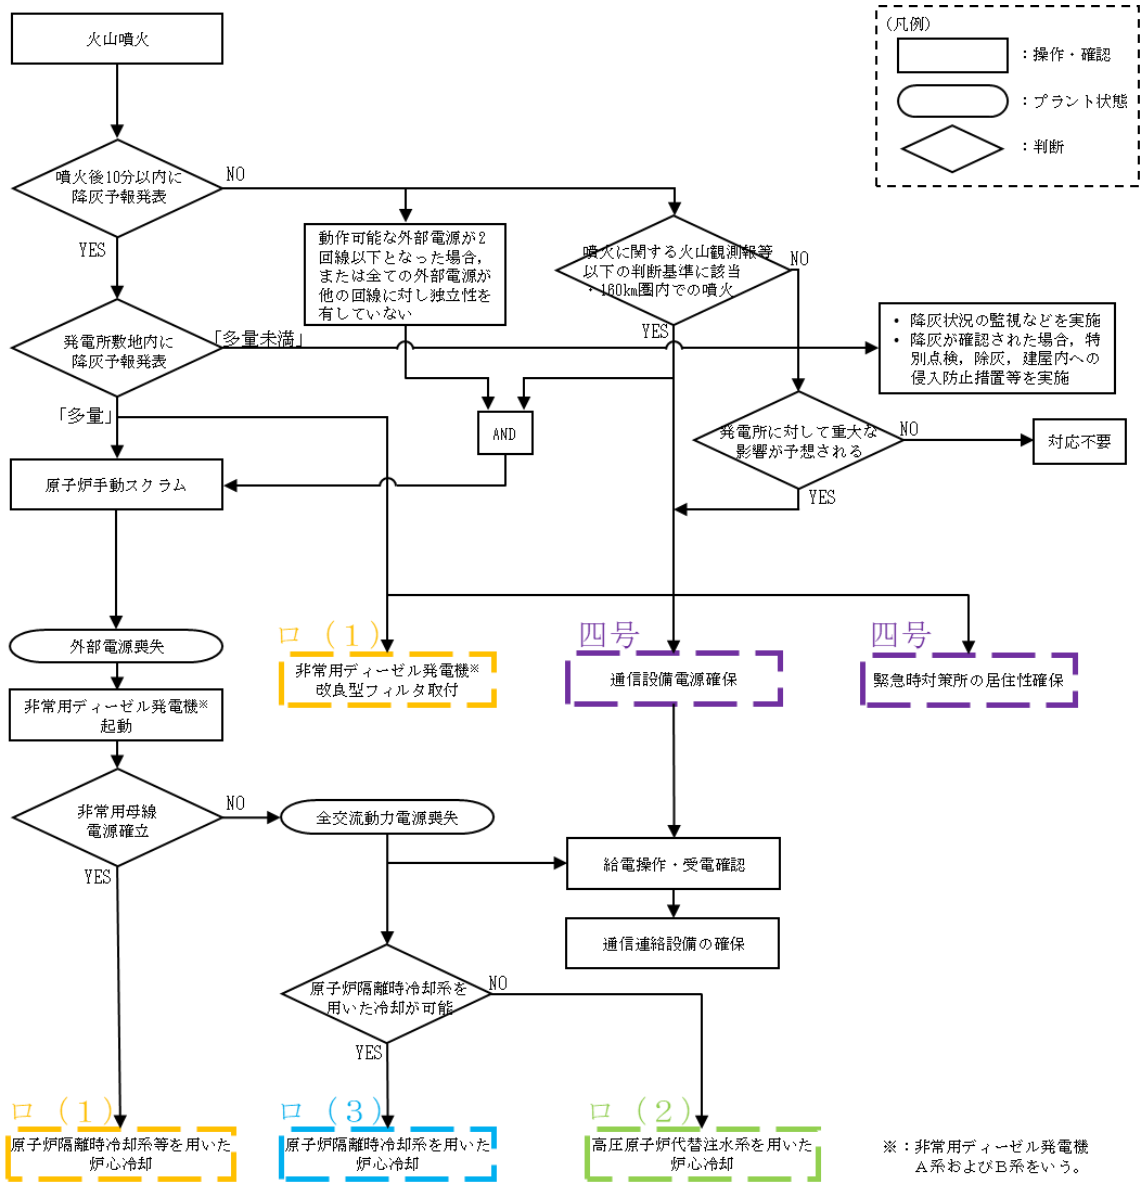 火山噴火
(凡例)
：操作・確認
：プラント状態
：判断
噴火後10分以内に
降灰予報発表
NO
YES
動作可能な外部電源が2
回線以下となった場合，
または全ての外部電源が
他の回線に対し独立性を
有していない
噴火に関する火山観測報等
以下の判断基準に該当
・160km圏内での噴火
NO
YES
発電所敷地内に
降灰予報発表
「多量未満」
• 降灰状況の監視などを実施
• 降灰が確認された場合，特
別点検，除灰，建屋内への
侵入防止措置等を実施
「多量」
AND
発電所に対して重大な
影響が予想される
NO
対応不要
YES
原子炉手動スクラム
外部電源喪失
ロ（１）
非常用ディーゼル発電機※
改良型フィルタ取付
四号
通信設備電源確保
四号
緊急時対策所の居住性確保
非常用ディーゼル発電機※
起動
非常用母線
電源確立
NO
YES
全交流動力電源喪失
給電操作・受電確認
通信連絡設備の確保
原子炉隔離時冷却系を
用いた冷却が可能
NO
YES
ロ（１）
原子炉隔離時冷却系等を用いた
炉心冷却
ロ（３）
原子炉隔離時冷却系を用いた
炉心冷却
ロ（２）
高圧原子炉代替注水系を用いた
炉心冷却
※：非常用ディーゼル発電機
Ａ系およびＢ系をいう。